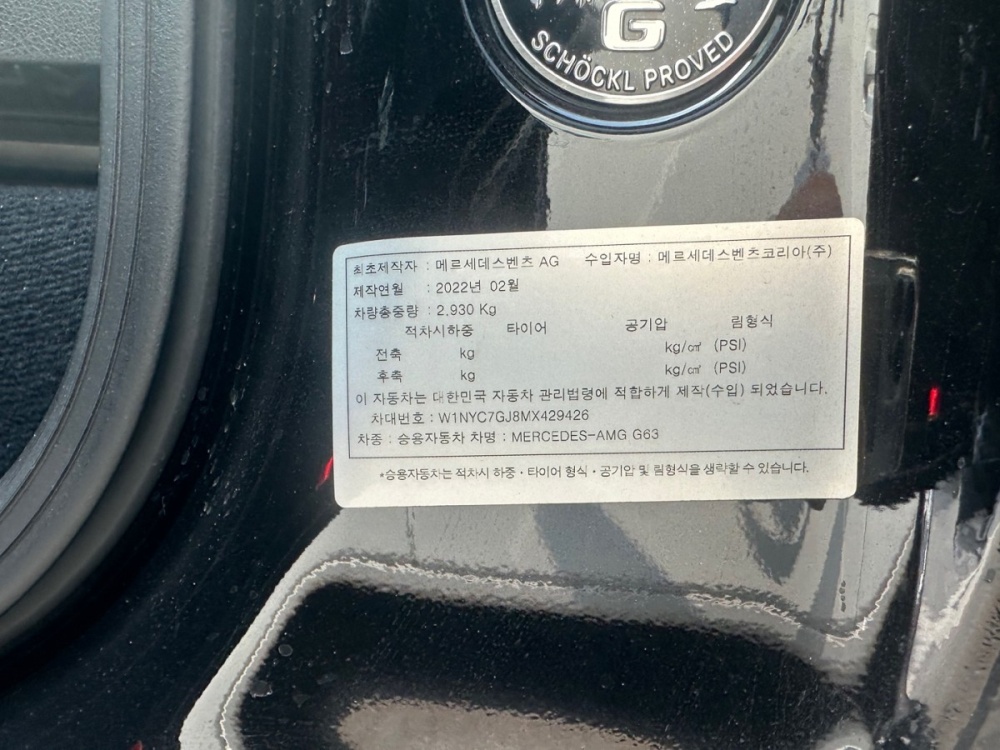 G
SCHÖCKL PROVED
최초제작자 : 메르세데스벤츠 AG 수입자명 : 메르세데스벤츠코리아(주)
제작연월 : 2022년 02월
차량총중량 : 2,930 Kg
적차시하중 타이어 공기압 림형식
전축 kg kg/㎠ (PSI)
후축 kg kg/㎠ (PSI)
이 자동차는 대한민국 자동차 관리법령에 적합하게 제작(수입) 되었습니다.
차대번호 : W1NYC7GJ8MX429426
차종 : 승용자동차 차명 : MERCEDES-AMG G63
*승용자동차는 적차시 하중·타이어 형식·공기압 및 림형식을 생략할 수 있습니다.